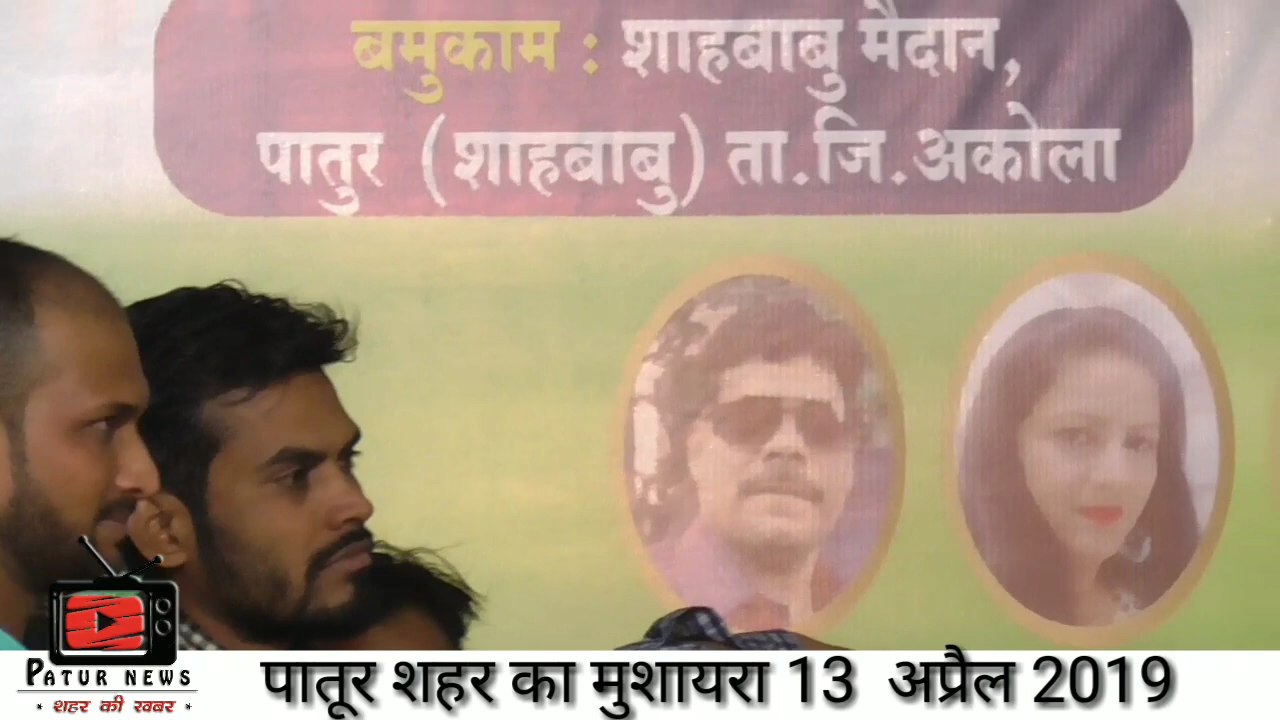 बमुकाम : शाहबाबु मैदान,
पातुर (शाहबाबु) ता.जि.अकोला
PATUR NEWS
शहर की खबर
पातूर शहर का मुशायरा 13 अप्रैल 2019